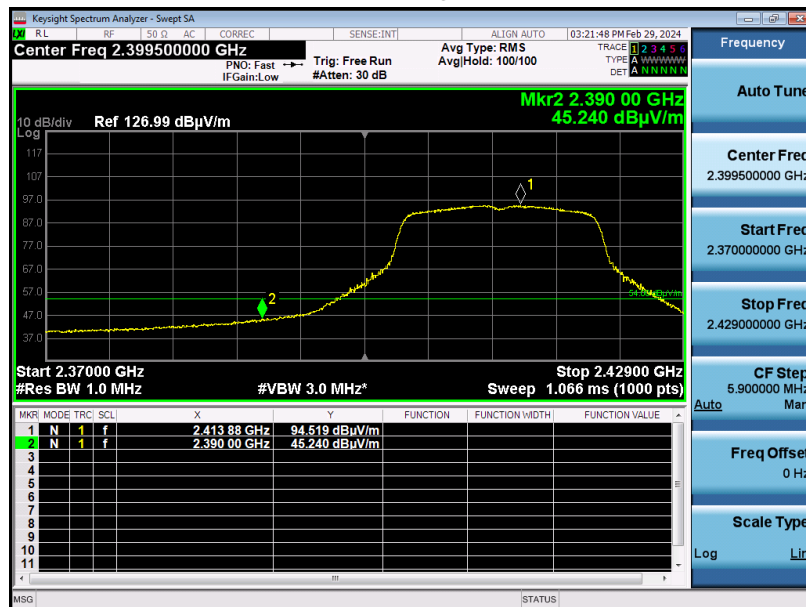 Keysight Spectrum Analyzer - Swept SA
LXI RL RF 50 Ω AC CORREC SENSE:INT ALIGN AUTO 03:21:48 PM Feb 29, 2024
Center Freq 2.399500000 GHz
PNO: Fast
IFGain:Low
Trig: Free Run
#Atten: 30 dB
Avg Type: RMS
Avg|Hold: 100/100
TRACE 1 2 3 4 5 6
TYPE A WWWWW
DET A N N N N N
Mkr2 2.390 00 GHz
45.240 dBµV/m
10 dB/div Ref 126.99 dBµV/m
Log
117
107
97.0
87.0
77.0
67.0
57.0
47.0
37.0
1
2
Start 2.37000 GHz Stop 2.42900 GHz
#Res BW 1.0 MHz #VBW 3.0 MHz* Sweep 1.066 ms (1000 pts)
MKR MODE TRC SCL X Y FUNCTION FUNCTION WIDTH FUNCTION VALUE
1 N 1 f 2.413 88 GHz 94.519 dBµV/m
2 N 1 f 2.390 00 GHz 45.240 dBµV/m
3
4
5
6
7
8
9
10
11
MSG STATUS
Frequency
Auto Tune
Center Freq
2.399500000 GHz
Start Freq
2.370000000 GHz
Stop Freq
2.429000000 GHz
CF Step
5.900000 MHz
Auto Man
Freq Offset
0 Hz
Scale Type
Log Lin